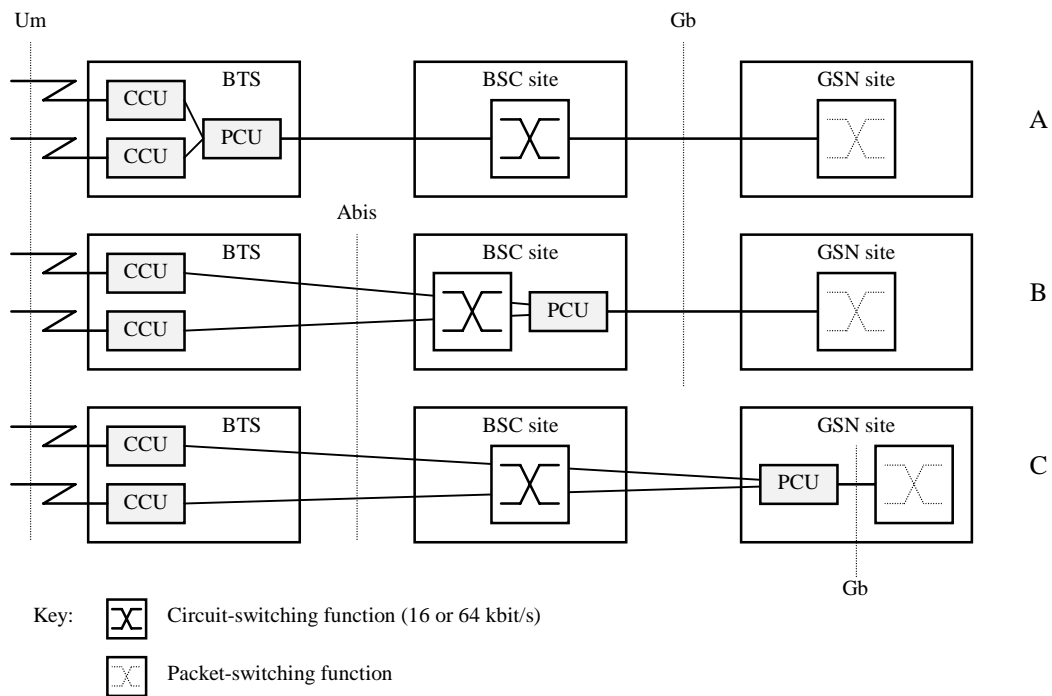 Um
Gb
BTS
BSC site
GSN site
CCU
CCU
PCU
A
Abis
BTS
BSC site
GSN site
CCU
CCU
PCU
B
BTS
BSC site
GSN site
CCU
CCU
PCU
C
Gb
Key:
Circuit-switching function (16 or 64 kbit/s)
Packet-switching function